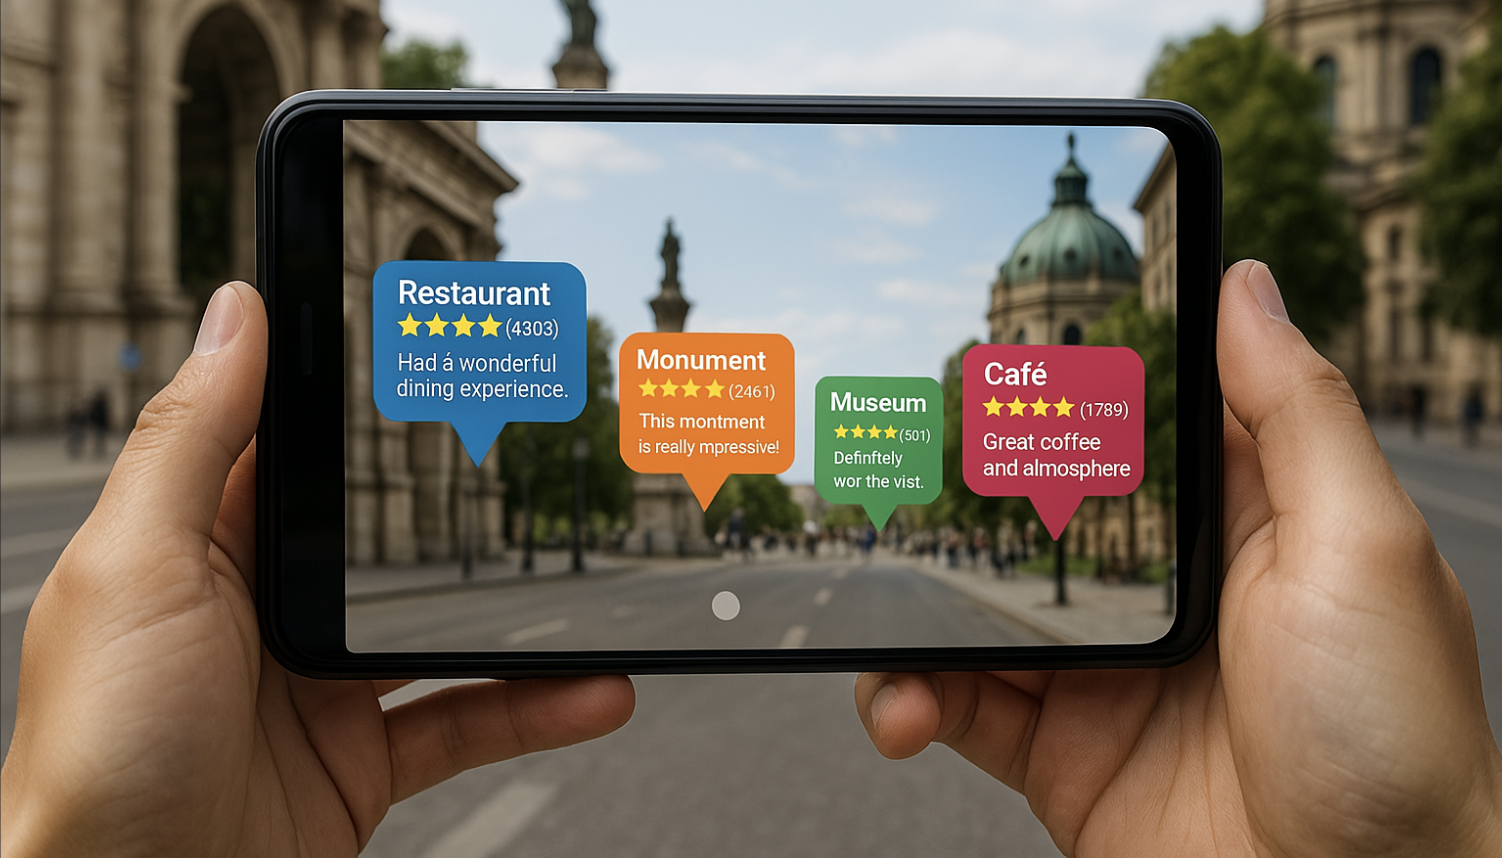 Restaurant
(4303)
Had á wonderful
dining experience.
Monument
(2461)
This montment
is really mpressive!
Museum
(501)
Definftely
wor the vist.
Café
(1789)
Great coffee
and almosphere